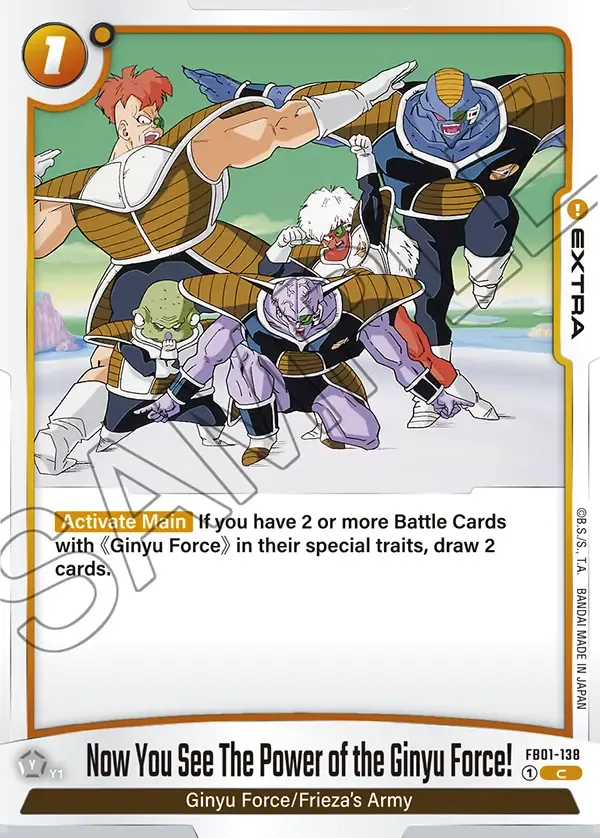 1
! EXTRA
Activate Main If you have 2 or more Battle Cards
with 《Ginyu Force》 in their special traits, draw 2
cards.
SAMPLE
©B.S./S., T.A. BANDAI MADE IN JAPAN
Y Y1
Now You See The Power of the Ginyu Force!
FB01-138
1 C
Ginyu Force/Frieza's Army